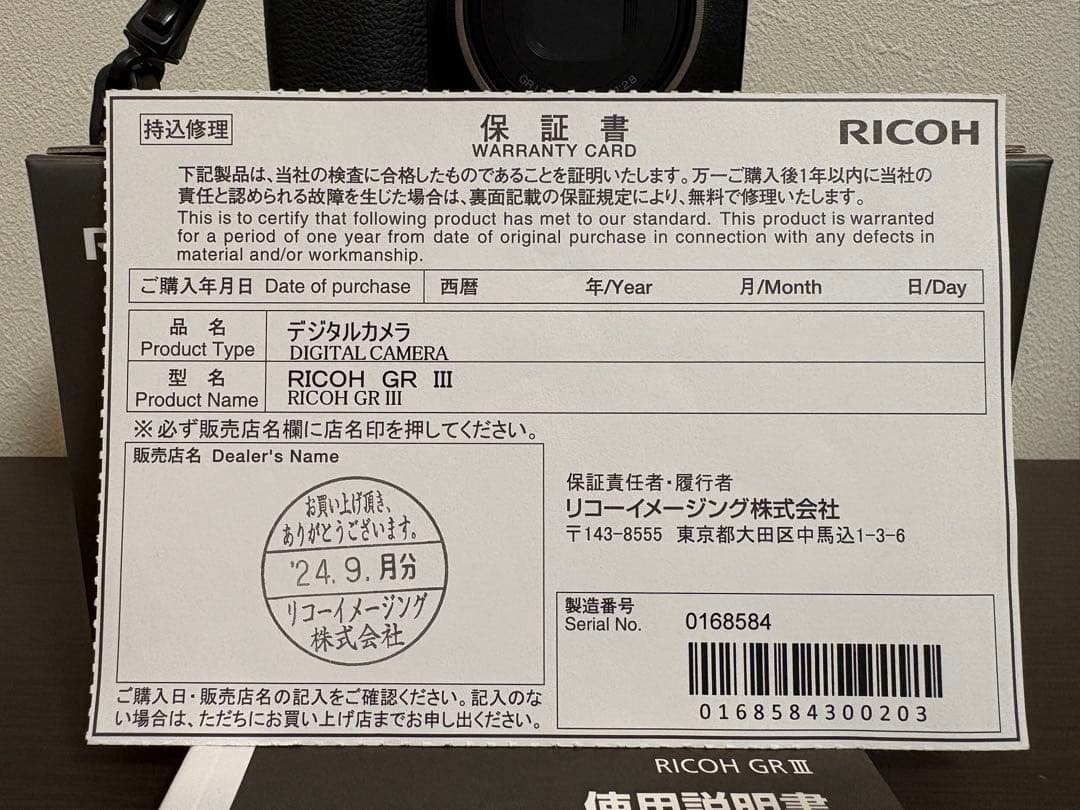 持込修理
保証書
WARRANTY CARD
RICOH
下記製品は、当社の検査に合格したものであることを証明いたします。万一ご購入後1年以内に当社の
責任と認められる故障を生じた場合は、裏面記載の保証規定により、無料で修理いたします。
This is to certify that following product has met to our standard. This product is warranted
for a period of one year from date of original purchase in connection with any defects in
material and/or workmanship.
ご購入年月日 Date of purchase 西暦 年/Year 月/Month 日/Day
品 名 デジタルカメラ
Product Type DIGITAL CAMERA
型 名 RICOH GR III
Product Name RICOH GR III
※必ず販売店名欄に店名印を押してください。
販売店名 Dealer's Name
お買い上げ頂き、
ありがとうございます。
'24.9.月分
リコーイメージング
株式会社
保証責任者・履行者
リコーイメージング株式会社
〒143-8555 東京都大田区中馬込1-3-6
製造番号
Serial No. 0168584
0168584300203
ご購入日・販売店名の記入をご確認ください。記入のな
い場合は、ただちにお買い上げ店までお申し出ください。
RICOH GR III
使用説明書